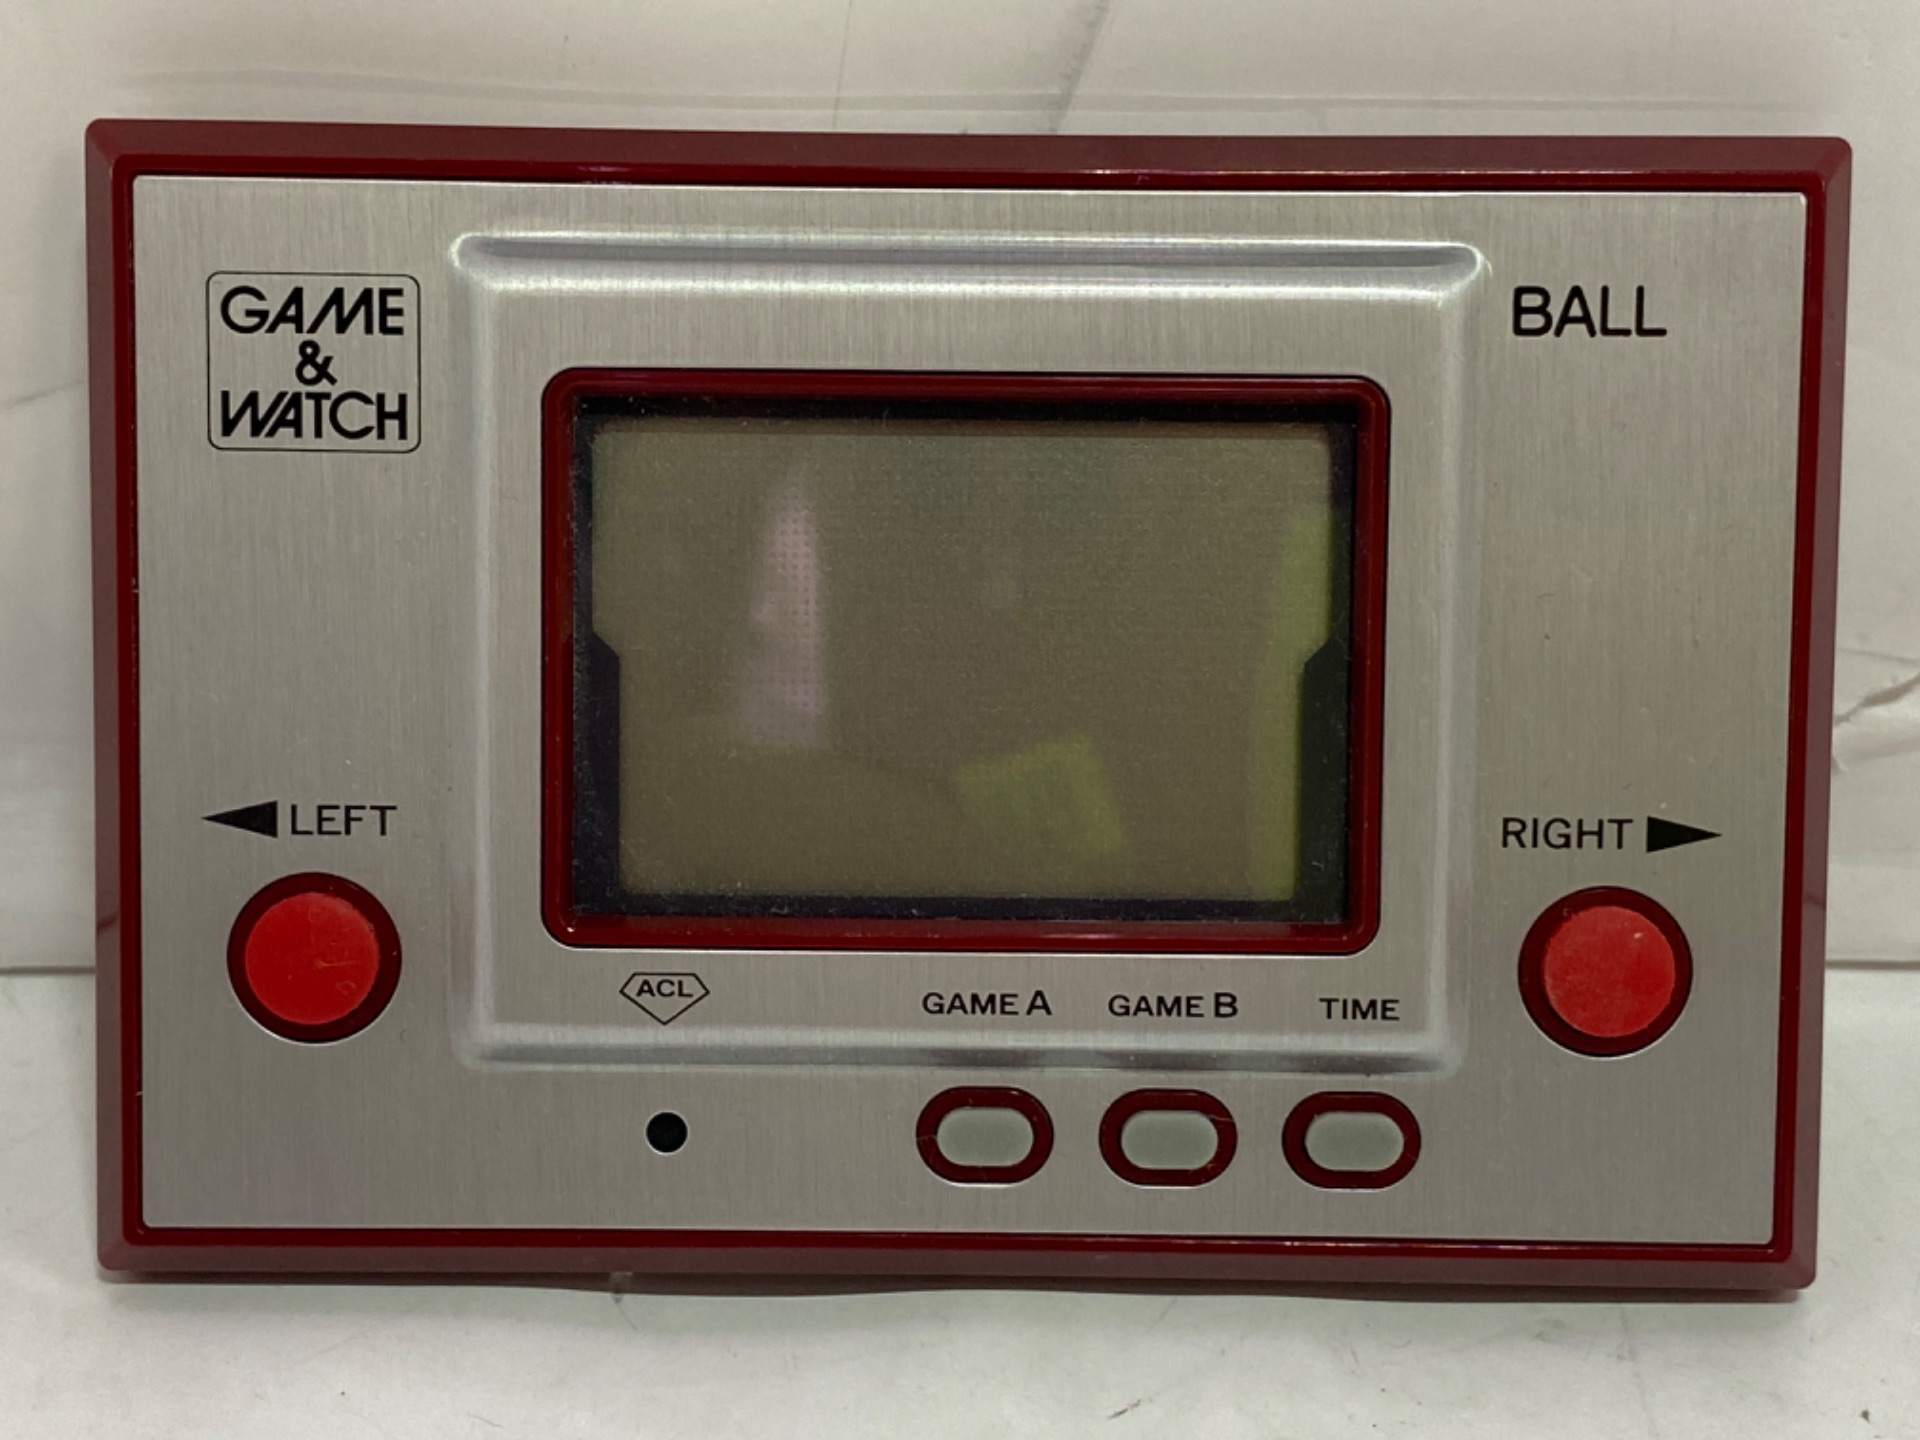 GAME
&
WATCH
BALL
◀ LEFT
RIGHT ▶
ACL
GAME A
GAME B
TIME